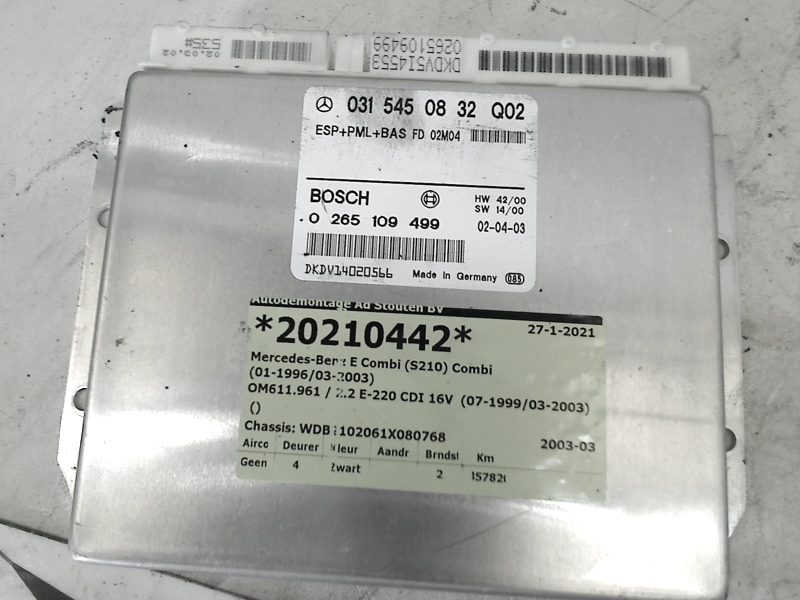 02.03.02
535#
DKDV5I4553
0265109499
031 545 08 32 Q02
ESP+PML+BAS FD 02M04
BOSCH
HW 42/00
SW 14/00
0 265 109 499
02-04-03
DKDV14020566
Made In Germany
085
Autodemontage Ad Stouten BV
*20210442*
27-1-2021
Mercedes-Benz E Combi (S210) Combi
(01-1996/03-2003)
OM611.961 / 2.2 E-220 CDI 16V (07-1999/03-2003)
()
Chassis: WDB 102061X080768
2003-03
Airco Deuren Kleur Aandr Brndst Km
Geen 4 Zwart 2